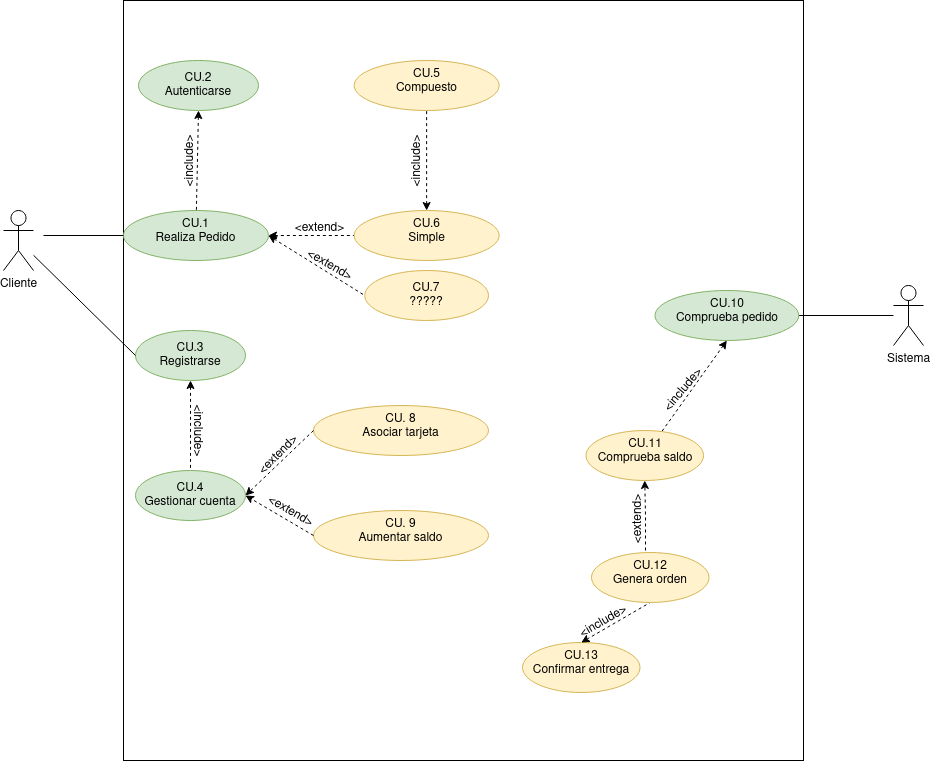 CU.2
Autenticarse
CU.5
Compuesto
<include>
<include>
CU.1
Realiza Pedido
<extend>
CU.6
Simple
<extend>
CU.7
?????
Cliente
CU.10
Comprueba pedido
Sistema
CU.3
Registrarse
<include>
<include>
CU. 8
Asociar tarjeta
<extend>
CU.11
Comprueba saldo
CU.4
Gestionar cuenta
<extend>
CU. 9
Aumentar saldo
<extend>
CU.12
Genera orden
<include>
CU.13
Confirmar entrega